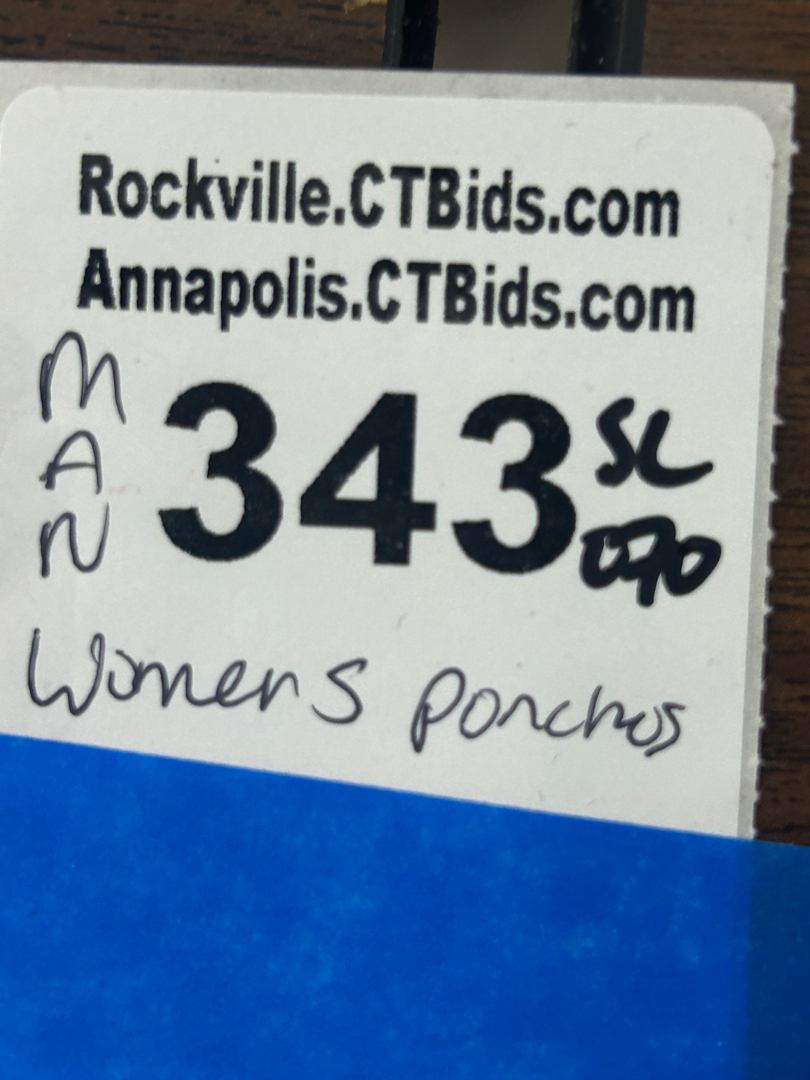 Rockville.CTBids.com
Annapolis.CTBids.com
MAN
343
SL
070
Womens Ponchos